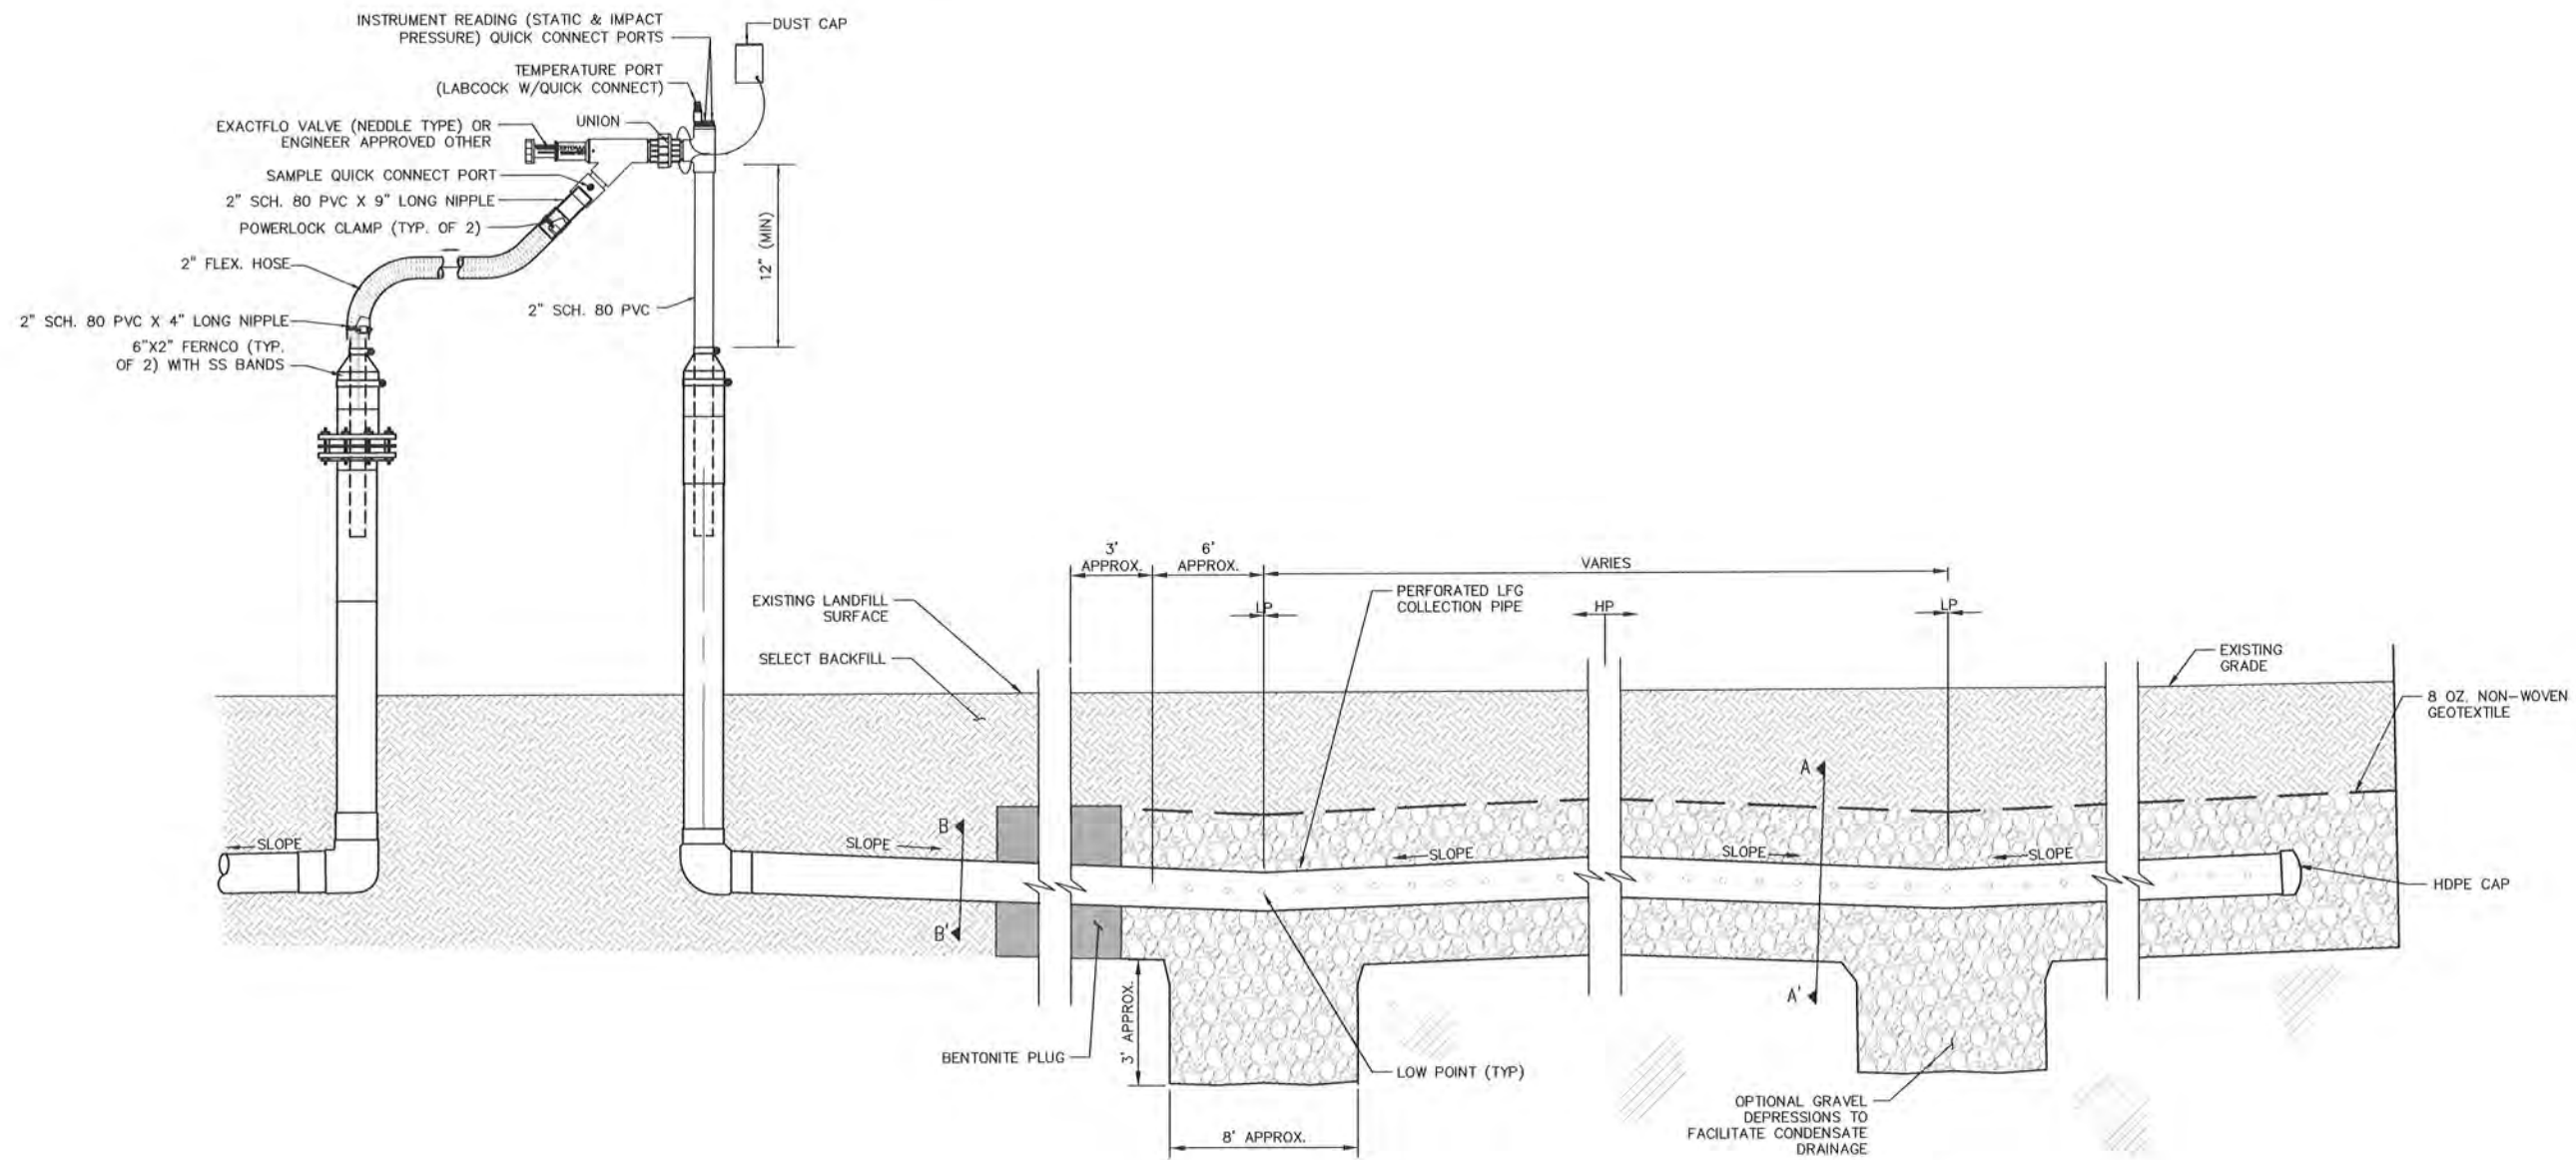 INSTRUMENT READING (STATIC & IMPACT
PRESSURE) QUICK CONNECT PORTS
DUST CAP
TEMPERATURE PORT
(LABCOCK W/QUICK CONNECT)
UNION
EXACTFLO VALVE (NEDDLE TYPE) OR
ENGINEER APPROVED OTHER
SAMPLE QUICK CONNECT PORT
2" SCH. 80 PVC X 9" LONG NIPPLE
POWERLOCK CLAMP (TYP. OF 2)
2" FLEX. HOSE
12" (MIN)
2" SCH. 80 PVC
2" SCH. 80 PVC X 4" LONG NIPPLE
6"X2" FERNCO (TYP.
OF 2) WITH SS BANDS
3'
APPROX.
6'
APPROX.
VARIES
EXISTING LANDFILL
SURFACE
LP
PERFORATED LFG
COLLECTION PIPE
HP
LP
SELECT BACKFILL
EXISTING
GRADE
8 OZ. NON-WOVEN
GEOTEXTILE
A
B
SLOPE
SLOPE
SLOPE
SLOPE
SLOPE
HDPE CAP
B'
A'
3' APPROX.
BENTONITE PLUG
LOW POINT (TYP)
OPTIONAL GRAVEL
DEPRESSIONS TO
FACILITATE CONDENSATE
DRAINAGE
8' APPROX.